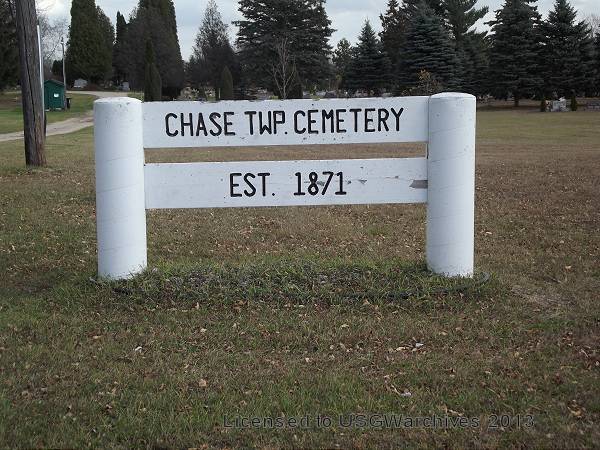 CHASE TWP. CEMETERY
EST. 1871
Licensed to USGWarchives 2013